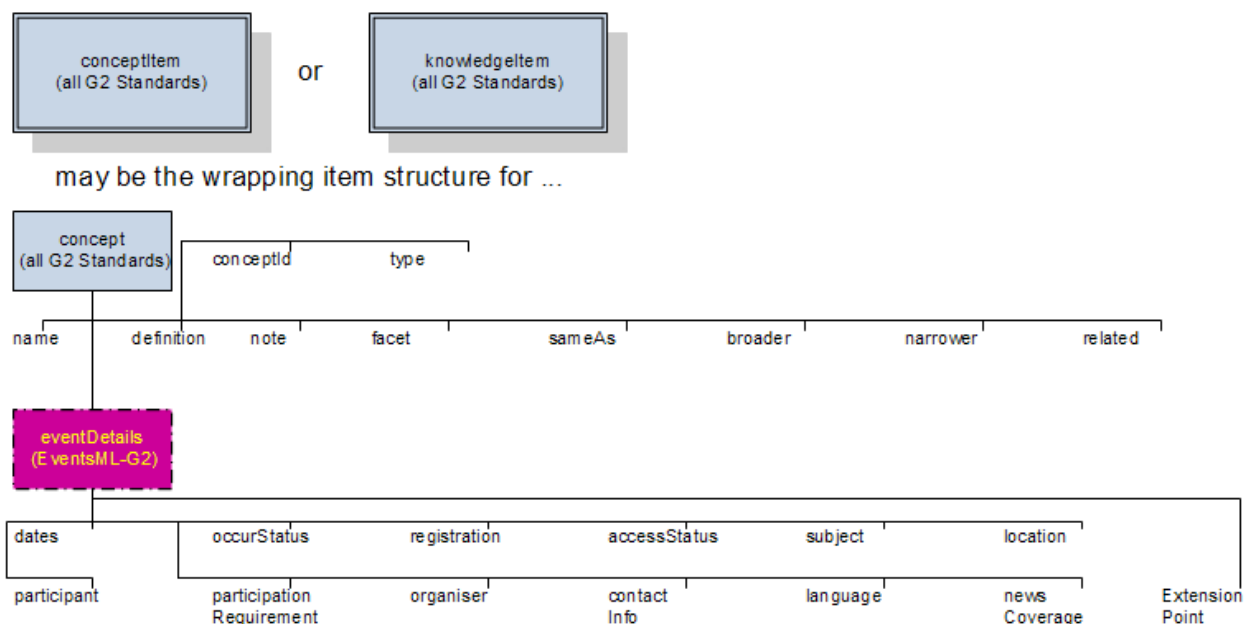 conceptItem
(all G2 Standards)
or
knowledgeItem
(all G2 Standards)
may be the wrapping item structure for ...
concept
(all G2 Standards)
conceptId
type
name
definition
note
facet
sameAs
broader
narrower
related
eventDetails
(EventsML-G2)
dates
occurStatus
registration
accessStatus
subject
location
participant
participation
Requirement
organiser
contact
Info
language
news
Coverage
Extension
Point